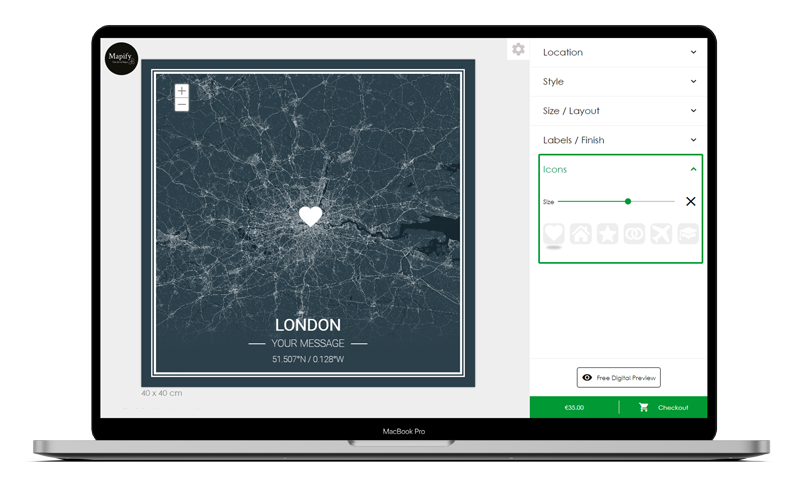 Mapify
Location
Style
Size / Layout
Labels / Finish
Icons
Size
LONDON
YOUR MESSAGE
51.507°N / 0.128°W
40 x 40 cm
Free Digital Preview
€35,00
Checkout
MacBook Pro